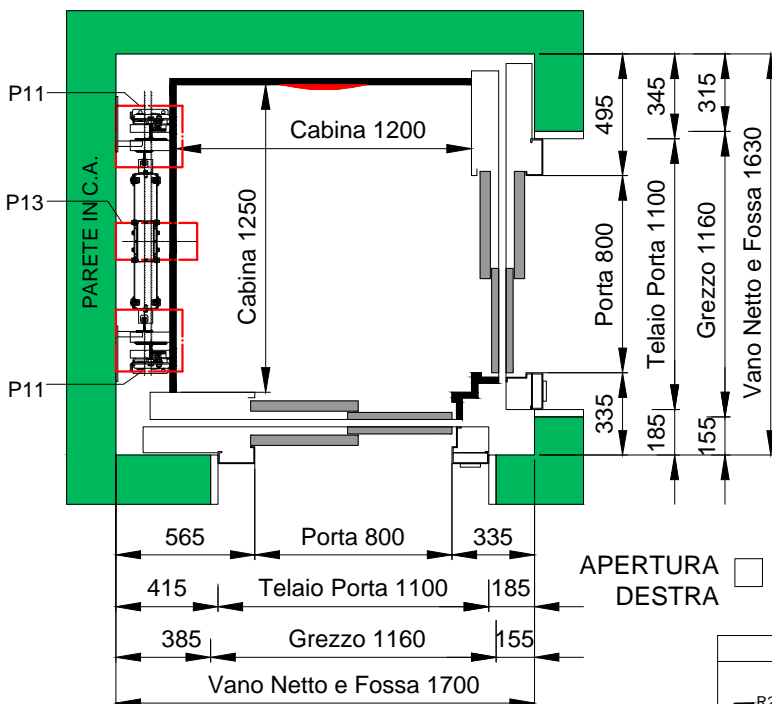 P11
P13
P11
PARETE IN C.A.
Cabina 1200
Cabina 1250
495
Porta 800
335
345
Telaio Porta 1100
185
315
Grezzo 1160
155
Vano Netto e Fossa 1630
565
Porta 800
335
415
Telaio Porta 1100
185
385
Grezzo 1160
155
Vano Netto e Fossa 1700
APERTURA
DESTRA